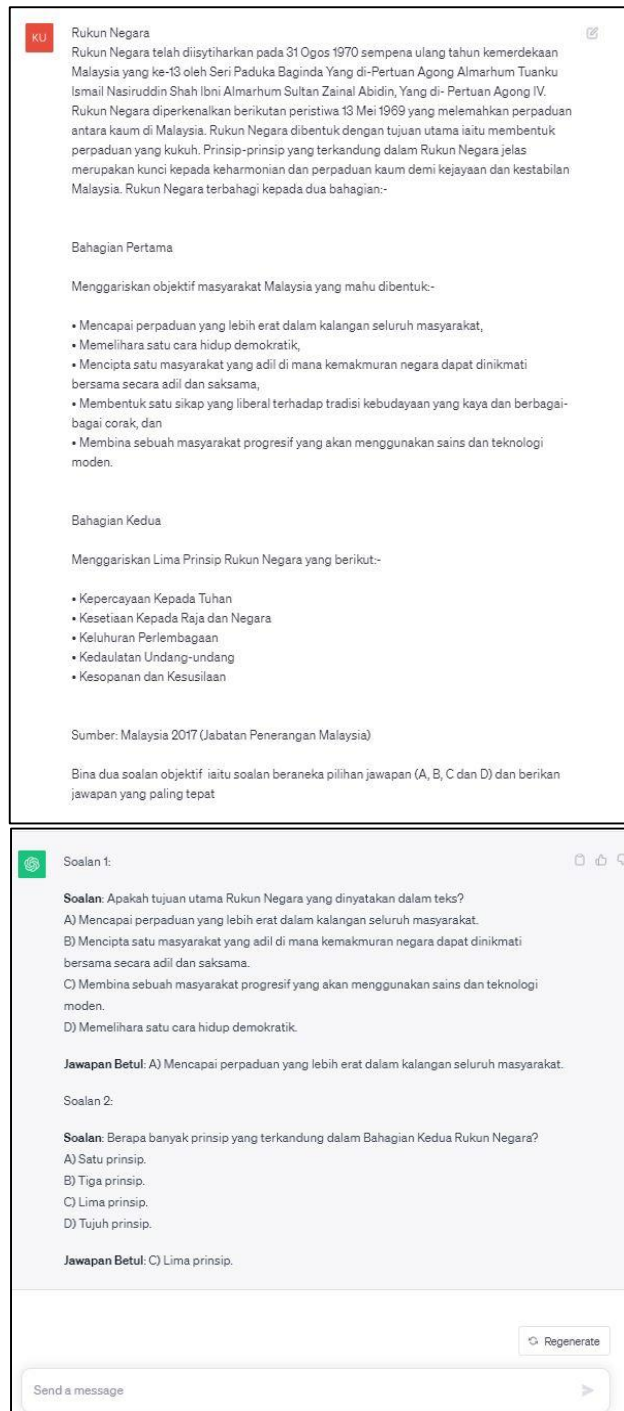 KU
Rukun Negara
Rukun Negara telah diisytiharkan pada 31 Ogos 1970 sempena ulang tahun kemerdekaan
Malaysia yang ke-13 oleh Seri Paduka Baginda Yang di-Pertuan Agong Almarhum Tuanku
Ismail Nasiruddin Shah Ibni Almarhum Sultan Zainal Abidin, Yang di- Pertuan Agong IV.
Rukun Negara diperkenalkan berikutan peristiwa 13 Mei 1969 yang melemahkan perpaduan
antara kaum di Malaysia. Rukun Negara dibentuk dengan tujuan utama iaitu membentuk
perpaduan yang kukuh. Prinsip-prinsip yang terkandung dalam Rukun Negara jelas
merupakan kunci kepada keharmonian dan perpaduan kaum demi kejayaan dan kestabilan
Malaysia. Rukun Negara terbahagi kepada dua bahagian:-
Bahagian Pertama
Menggariskan objektif masyarakat Malaysia yang mahu dibentuk:-
• Mencapai perpaduan yang lebih erat dalam kalangan seluruh masyarakat,
• Memelihara satu cara hidup demokratik,
• Mencipta satu masyarakat yang adil di mana kemakmuran negara dapat dinikmati
bersama secara adil dan saksama,
• Membentuk satu sikap yang liberal terhadap tradisi kebudayaan yang kaya dan berbagai-
bagai corak, dan
• Membina sebuah masyarakat progresif yang akan menggunakan sains dan teknologi
moden.
Bahagian Kedua
Menggariskan Lima Prinsip Rukun Negara yang berikut:-
• Kepercayaan Kepada Tuhan
• Kesetiaan Kepada Raja dan Negara
• Keluhuran Perlembagaan
• Kedaulatan Undang-undang
• Kesopanan dan Kesusilaan
Sumber: Malaysia 2017 (Jabatan Penerangan Malaysia)
Bina dua soalan objektif iaitu soalan beraneka pilihan jawapan (A, B, C dan D) dan berikan
jawapan yang paling tepat
Soalan 1:
Soalan: Apakah tujuan utama Rukun Negara yang dinyatakan dalam teks?
A) Mencapai perpaduan yang lebih erat dalam kalangan seluruh masyarakat.
B) Mencipta satu masyarakat yang adil di mana kemakmuran negara dapat dinikmati
bersama secara adil dan saksama.
C) Membina sebuah masyarakat progresif yang akan menggunakan sains dan teknologi
moden.
D) Memelihara satu cara hidup demokratik.
Jawapan Betul: A) Mencapai perpaduan yang lebih erat dalam kalangan seluruh masyarakat.
Soalan 2:
Soalan: Berapa banyak prinsip yang terkandung dalam Bahagian Kedua Rukun Negara?
A) Satu prinsip.
B) Tiga prinsip.
C) Lima prinsip.
D) Tujuh prinsip.
Jawapan Betul: C) Lima prinsip.
Regenerate
Send a message